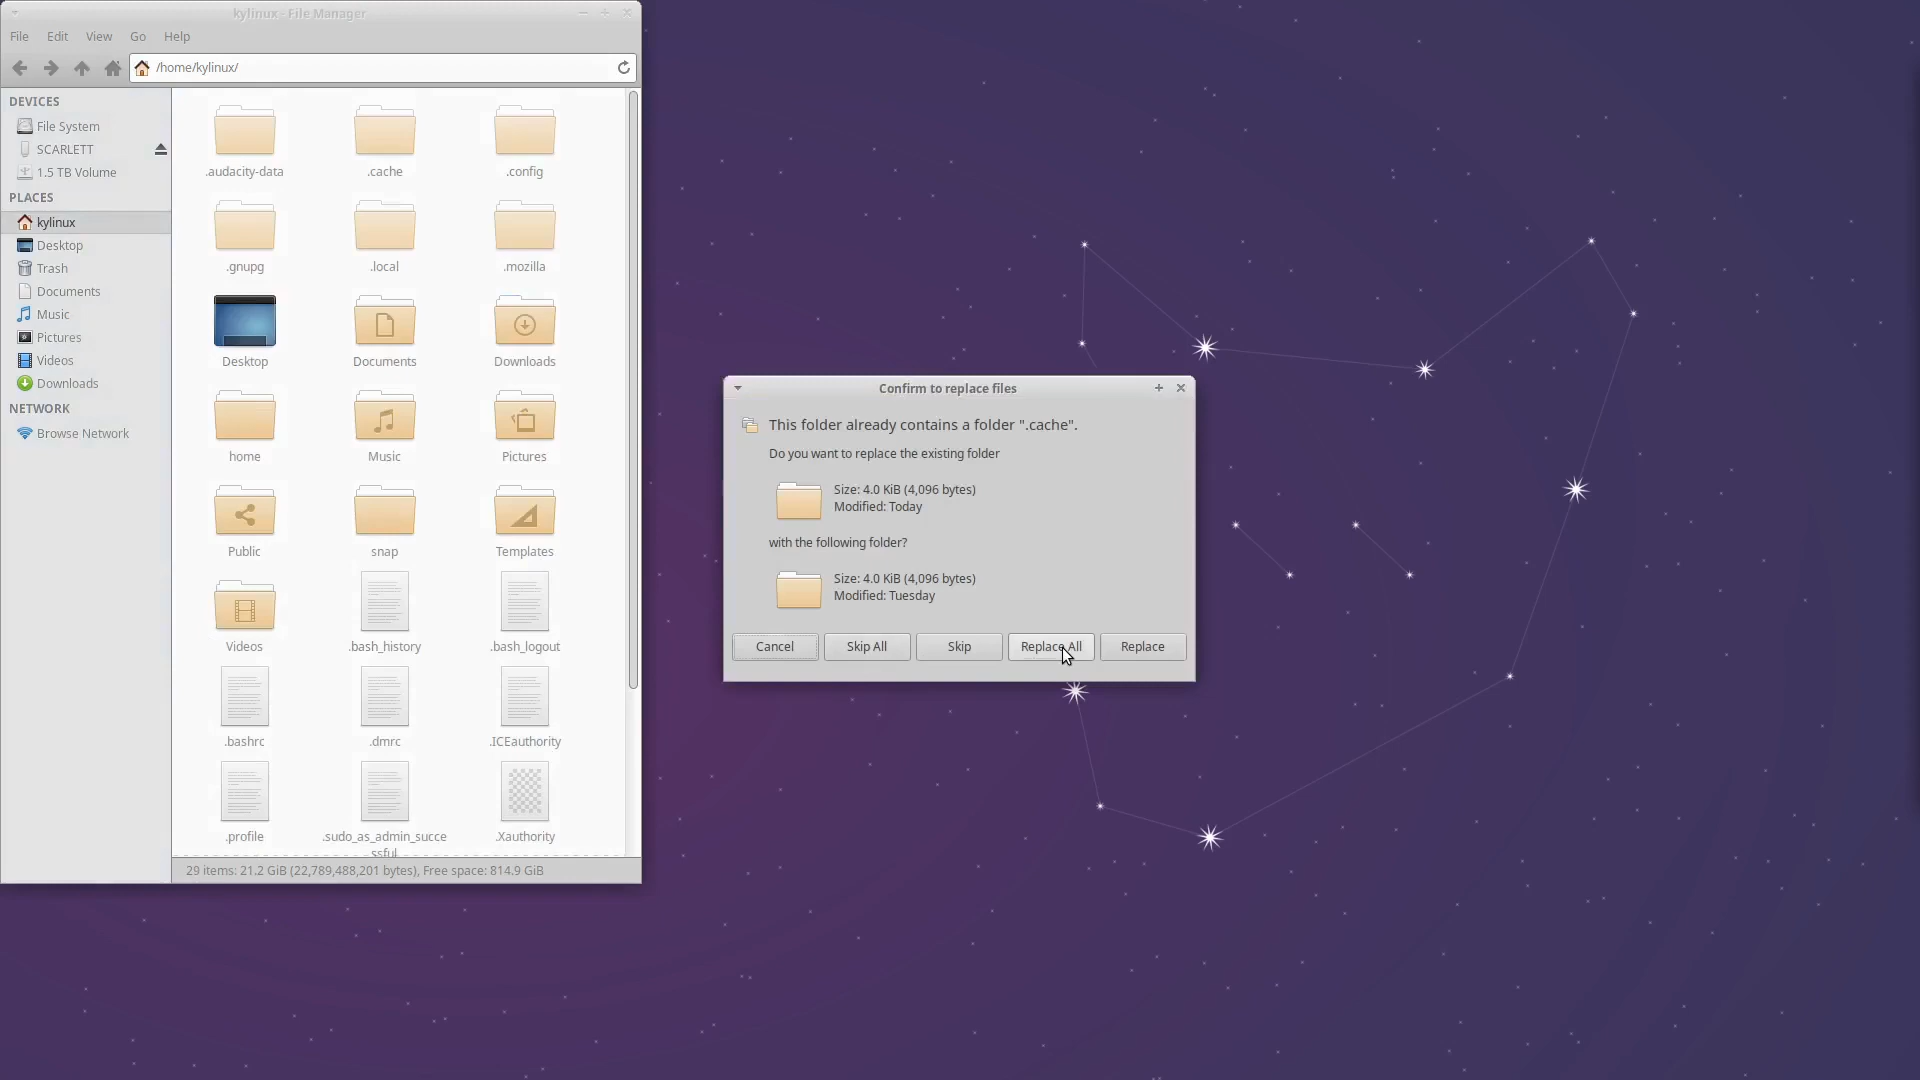 kylinux - File Manager
File Edit View Go Help
/home/kylinux/
DEVICES
File System
SCARLETT
1.5 TB Volume
PLACES
kylinux
Desktop
Trash
Documents
Music
Pictures
Videos
Downloads
NETWORK
Browse Network
.audacity-data .cache .config
.gnupg .local .mozilla
Desktop Documents Downloads
home Music Pictures
Public snap Templates
Videos .bash_history .bash_logout
.bashrc .dmrc .ICEauthority
.profile .sudo_as_admin_succe .Xauthority
ssful
29 items: 21.2 GiB (22,789,488,201 bytes), Free space: 814.9 GiB
Confirm to replace files
This folder already contains a folder ".cache".
Do you want to replace the existing folder
Size: 4.0 KiB (4,096 bytes)
Modified: Today
with the following folder?
Size: 4.0 KiB (4,096 bytes)
Modified: Tuesday
Cancel Skip All Skip Replace All Replace